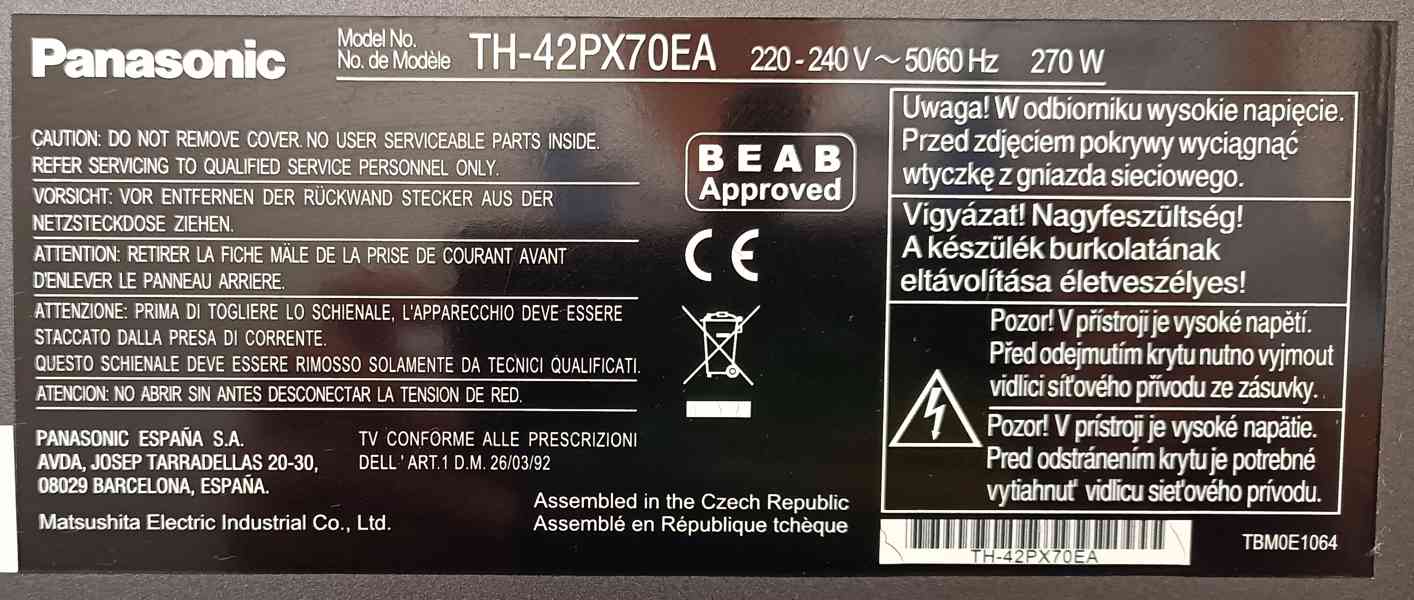 Panasonic
Model No.
No. de Modèle
TH-42PX70EA
220-240 V ~ 50/60 Hz 270 W
CAUTION: DO NOT REMOVE COVER. NO USER SERVICEABLE PARTS INSIDE.
REFER SERVICING TO QUALIFIED SERVICE PERSONNEL ONLY.
VORSICHT: VOR ENTFERNEN DER RÜCKWAND STECKER AUS DER
NETZSTECKDOSE ZIEHEN.
ATTENTION: RETIRER LA FICHE MÄLE DE LA PRISE DE COURANT AVANT
D'ENLEVER LE PANNEAU ARRIERE.
ATTENZIONE: PRIMA DI TOGLIERE LO SCHIENALE, L'APPARECCHIO DEVE ESSERE
STACCATO DALLA PRESA DI CORRENTE.
QUESTO SCHIENALE DEVE ESSERE RIMOSSO SOLAMENTE DA TECNICI QUALIFICATI.
ATENCION: NO ABRIR SIN ANTES DESCONECTAR LA TENSION DE RED.
PANASONIC ESPAÑA S.A.
AVDA, JOSEP TARRADELLAS 20-30,
08029 BARCELONA, ESPAÑA.
TV CONFORME ALLE PRESCRIZIONI
DELL' ART.1 D.M. 26/03/92
Matsushita Electric Industrial Co., Ltd.
Assembled in the Czech Republic
Assemblé en République tchèque
BEAB
Approved
CE
Uwaga! W odbiorniku wysokie napięcie.
Przed zdjęciem pokrywy wyciągnąć
wtyczkę z gniazda sieciowego.
Vigyázat! Nagyfeszültség!
A készülék burkolatának
eltávolítása életveszélyes!
Pozor! V přístroji je vysoké napětí.
Před odejmutím krytu nutno vyjmout
vidlici síťového přívodu ze zásuvky.
Pozor! V prístroji je vysoké napätie.
Pred odstránením krytu je potrebné
vytiahnuť vidlicu sieťového prívodu.
TH-42PX70EA
TBM0E1064